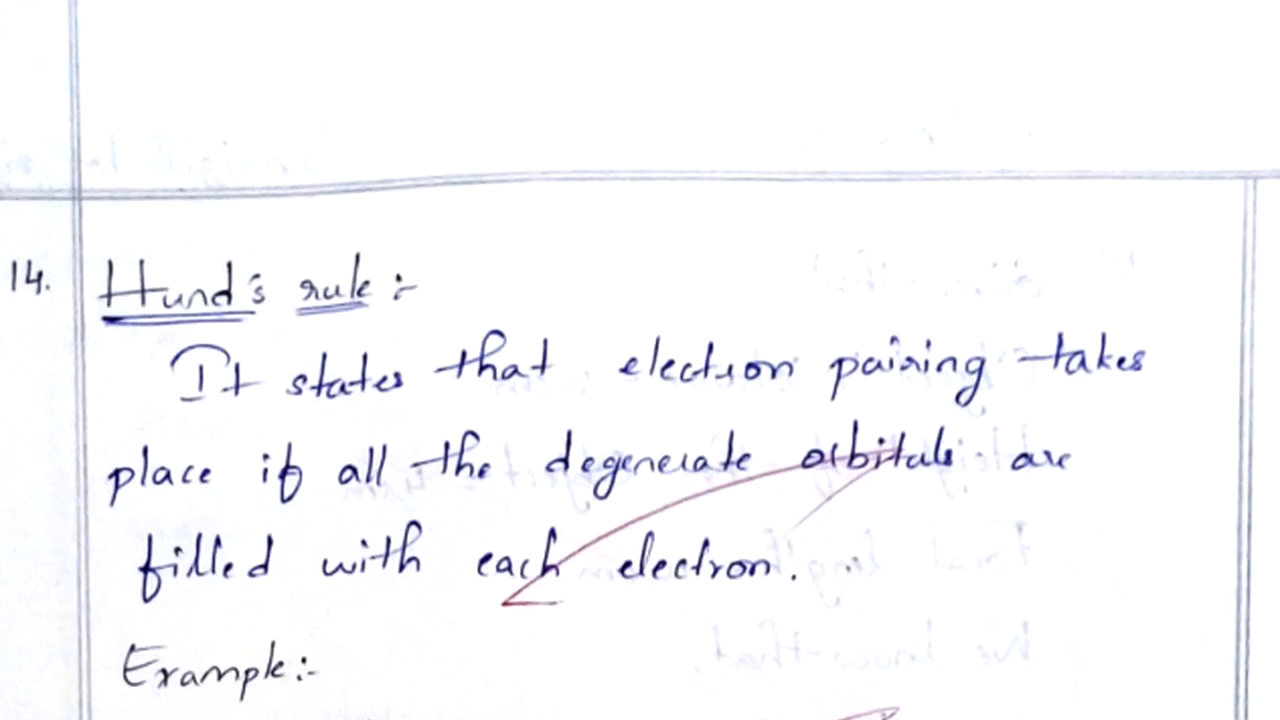 14. Hund's rule :-
It states that electron pairing takes
place if all the degenerate orbitals are
filled with each electron.
Example:-